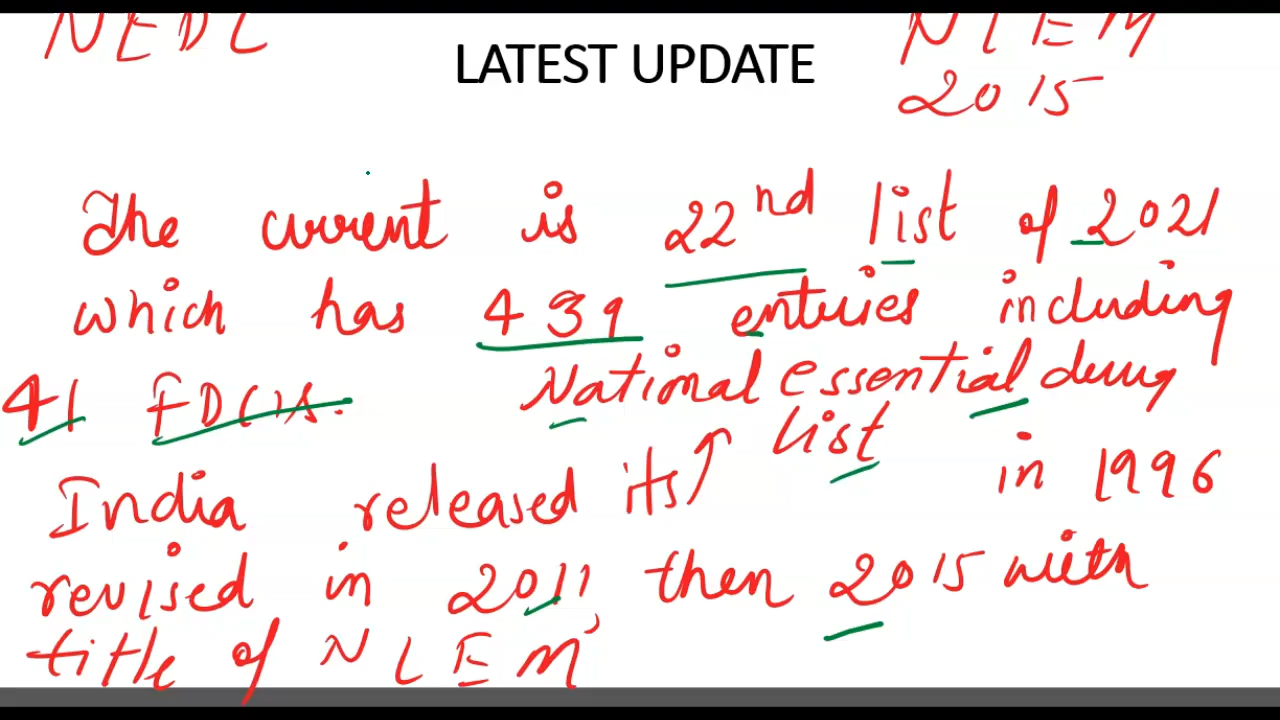 NEDL
NLEM
LATEST UPDATE
2015
The current is 22nd list of 2021
which has 439 entries including
41 FDC's. National essential drug
list
India released its in 1996
revised in 2011 then 2015 with
title of NLEM